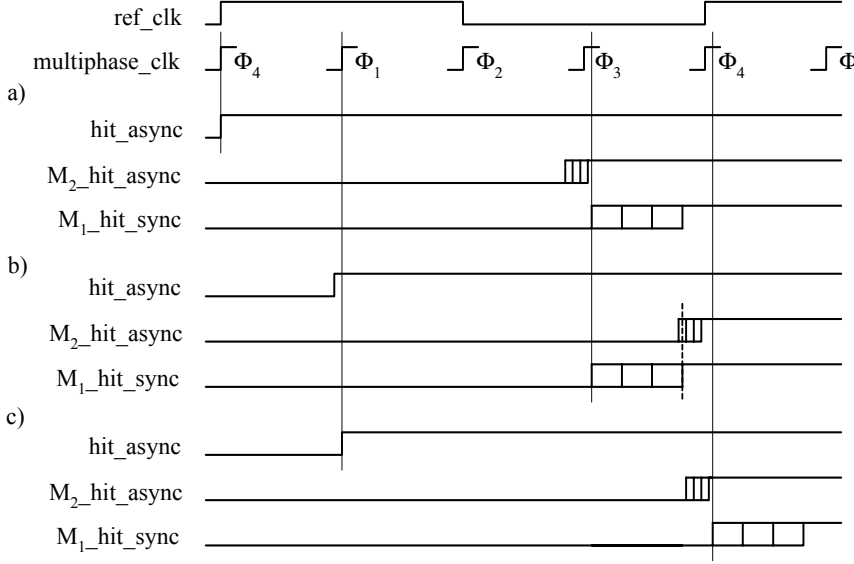 ref_clk
multiphase_clk Φ4 Φ1 Φ2 Φ3 Φ4 Φ
a)
hit_async
M2_hit_async
M1_hit_sync
b)
hit_async
M2_hit_async
M1_hit_sync
c)
hit_async
M2_hit_async
M1_hit_sync